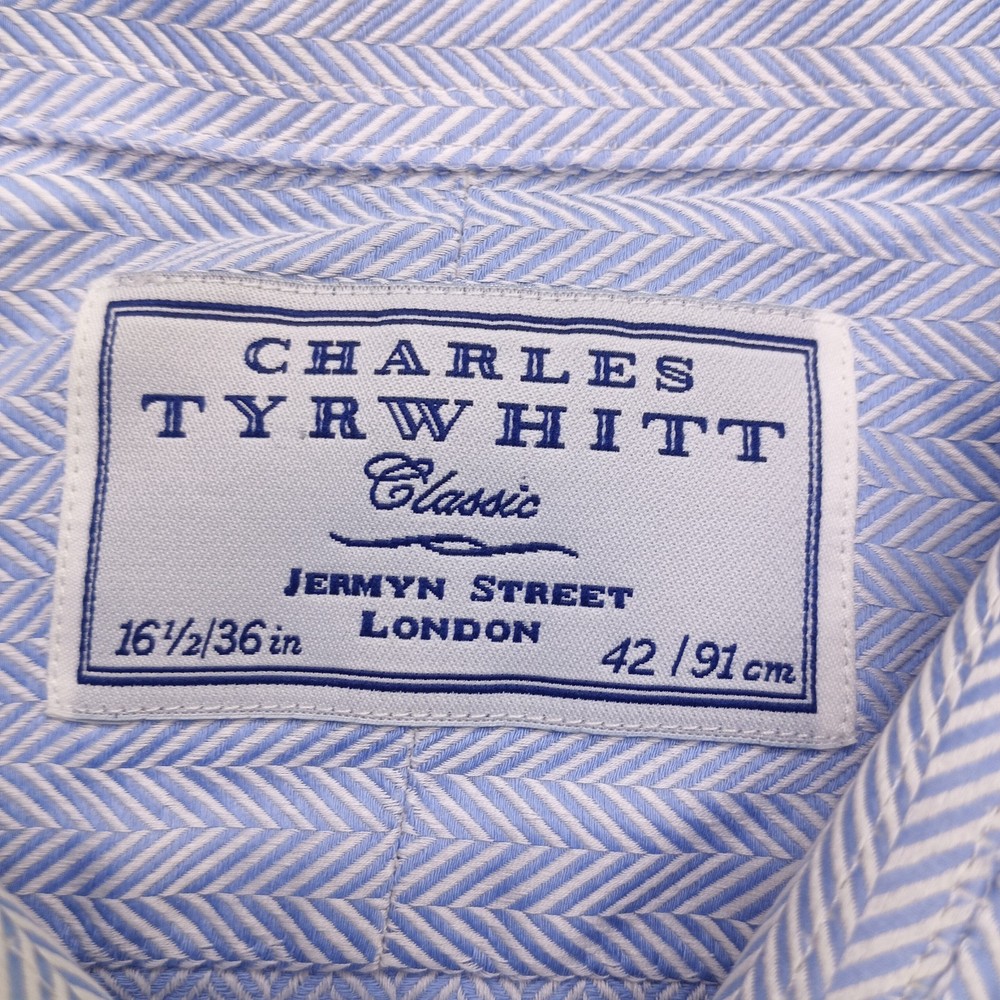 CHARLES
TYRWHITT
Classic
JERMYN STREET
LONDON
16½/36 in
42 / 91 cm